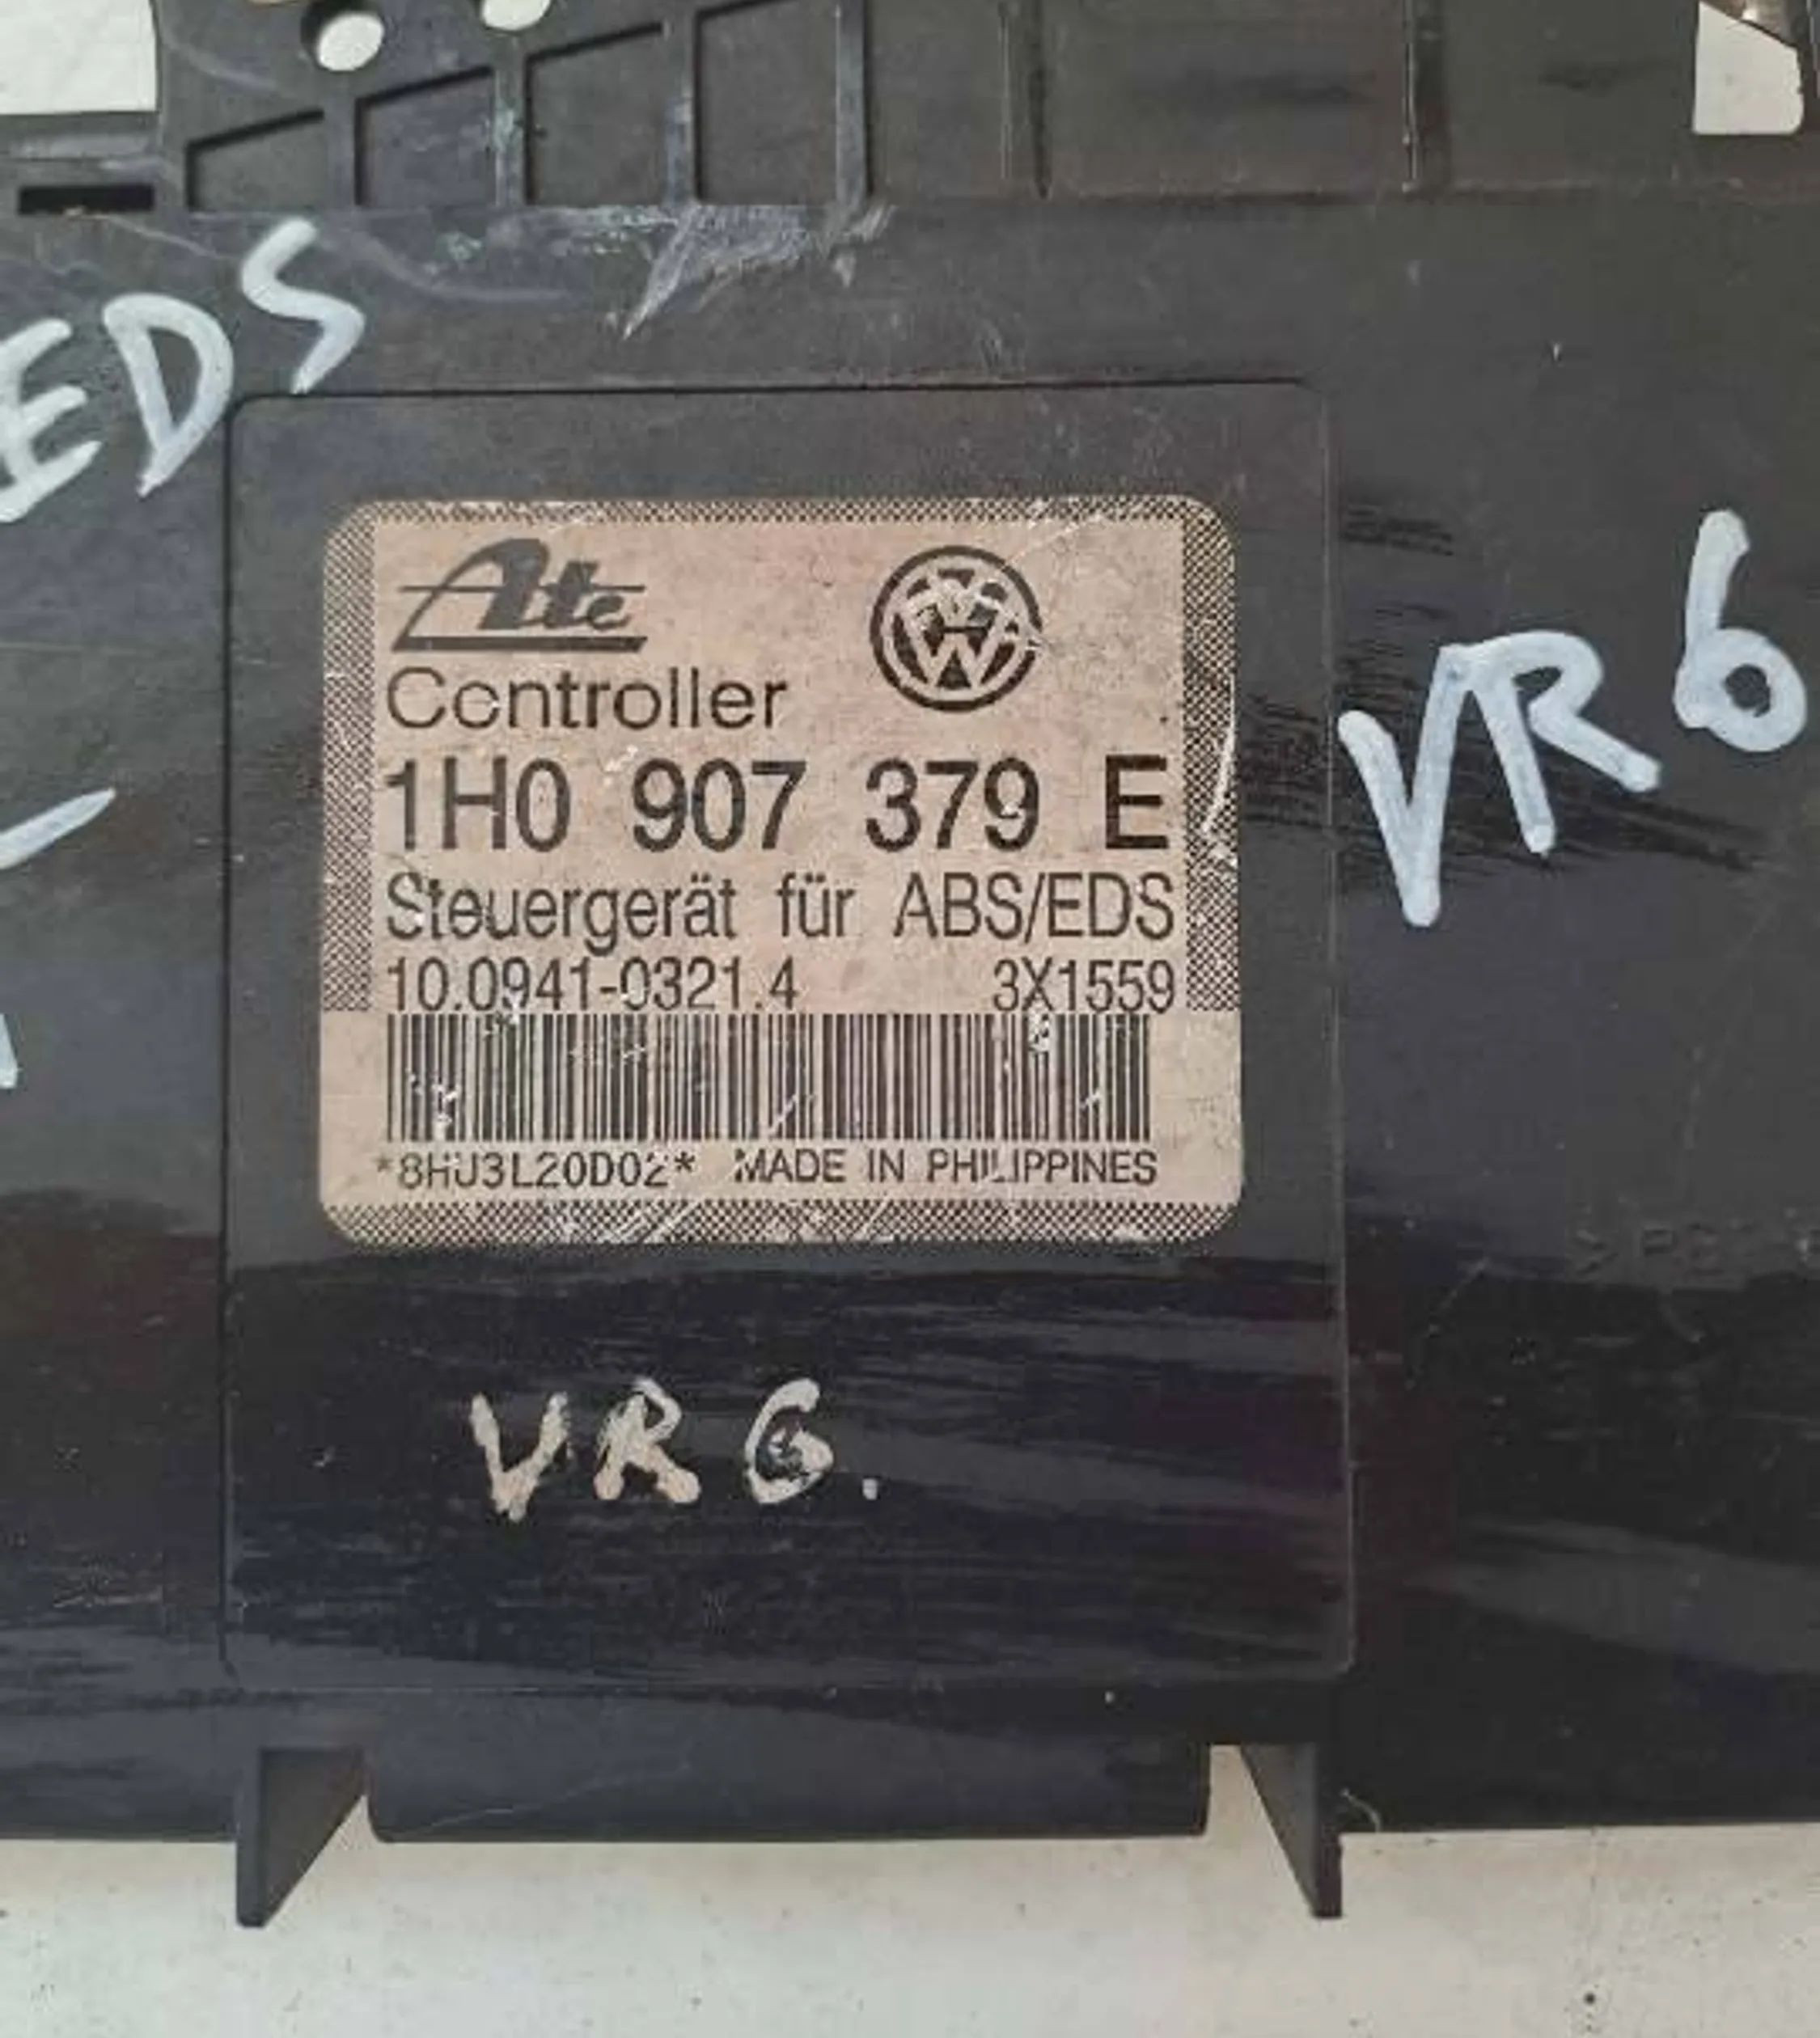 EDS
Ate
Controller
1H0 907 379 E
Steuergerät für ABS/EDS
10.0941-0321.4 3X1559
*8HU3L20D02* MADE IN PHILIPPINES
VR6
VR6.